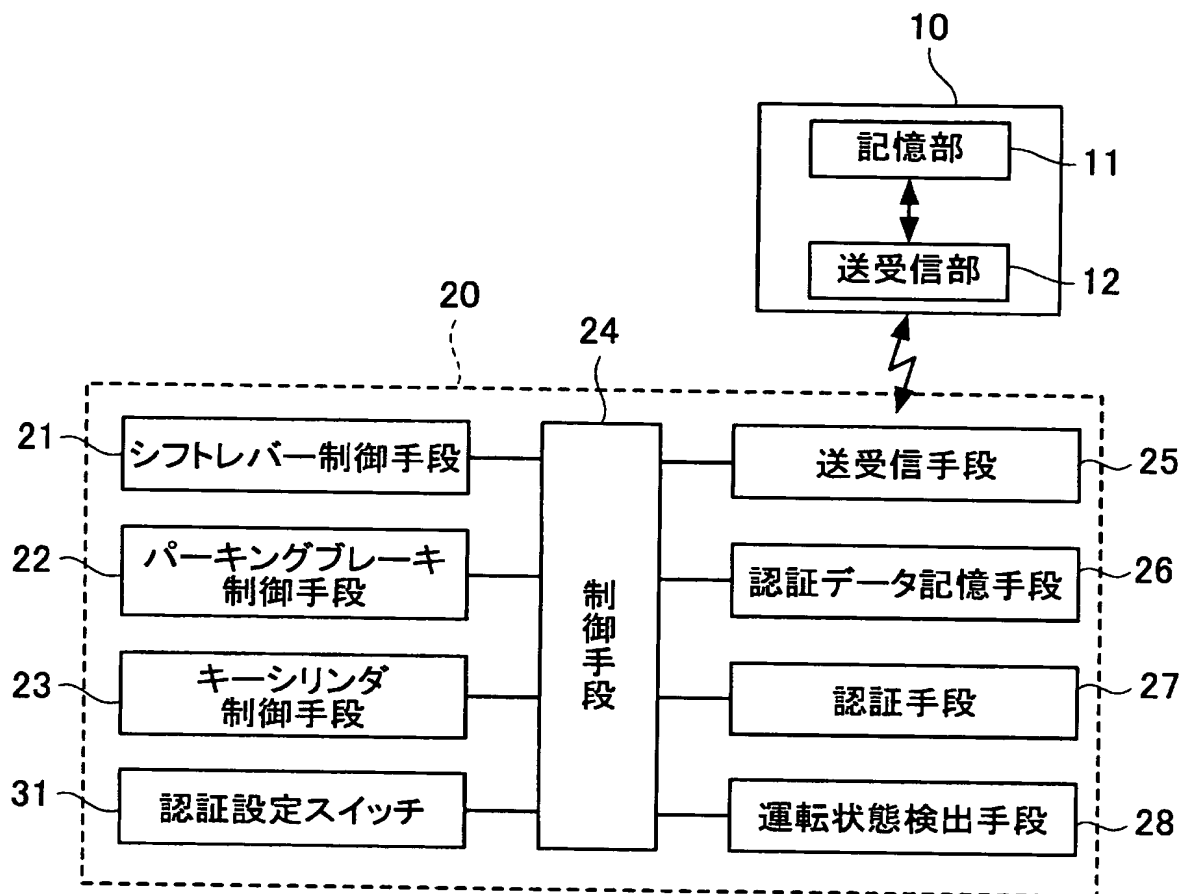 10
記憶部
11
送受信部
12
20
24
21
シフトレバー制御手段
送受信手段
25
22
パーキングブレーキ
制御手段
認証データ記憶手段
26
制御手段
23
キーシリンダ
制御手段
認証手段
27
31
認証設定スイッチ
運転状態検出手段
28